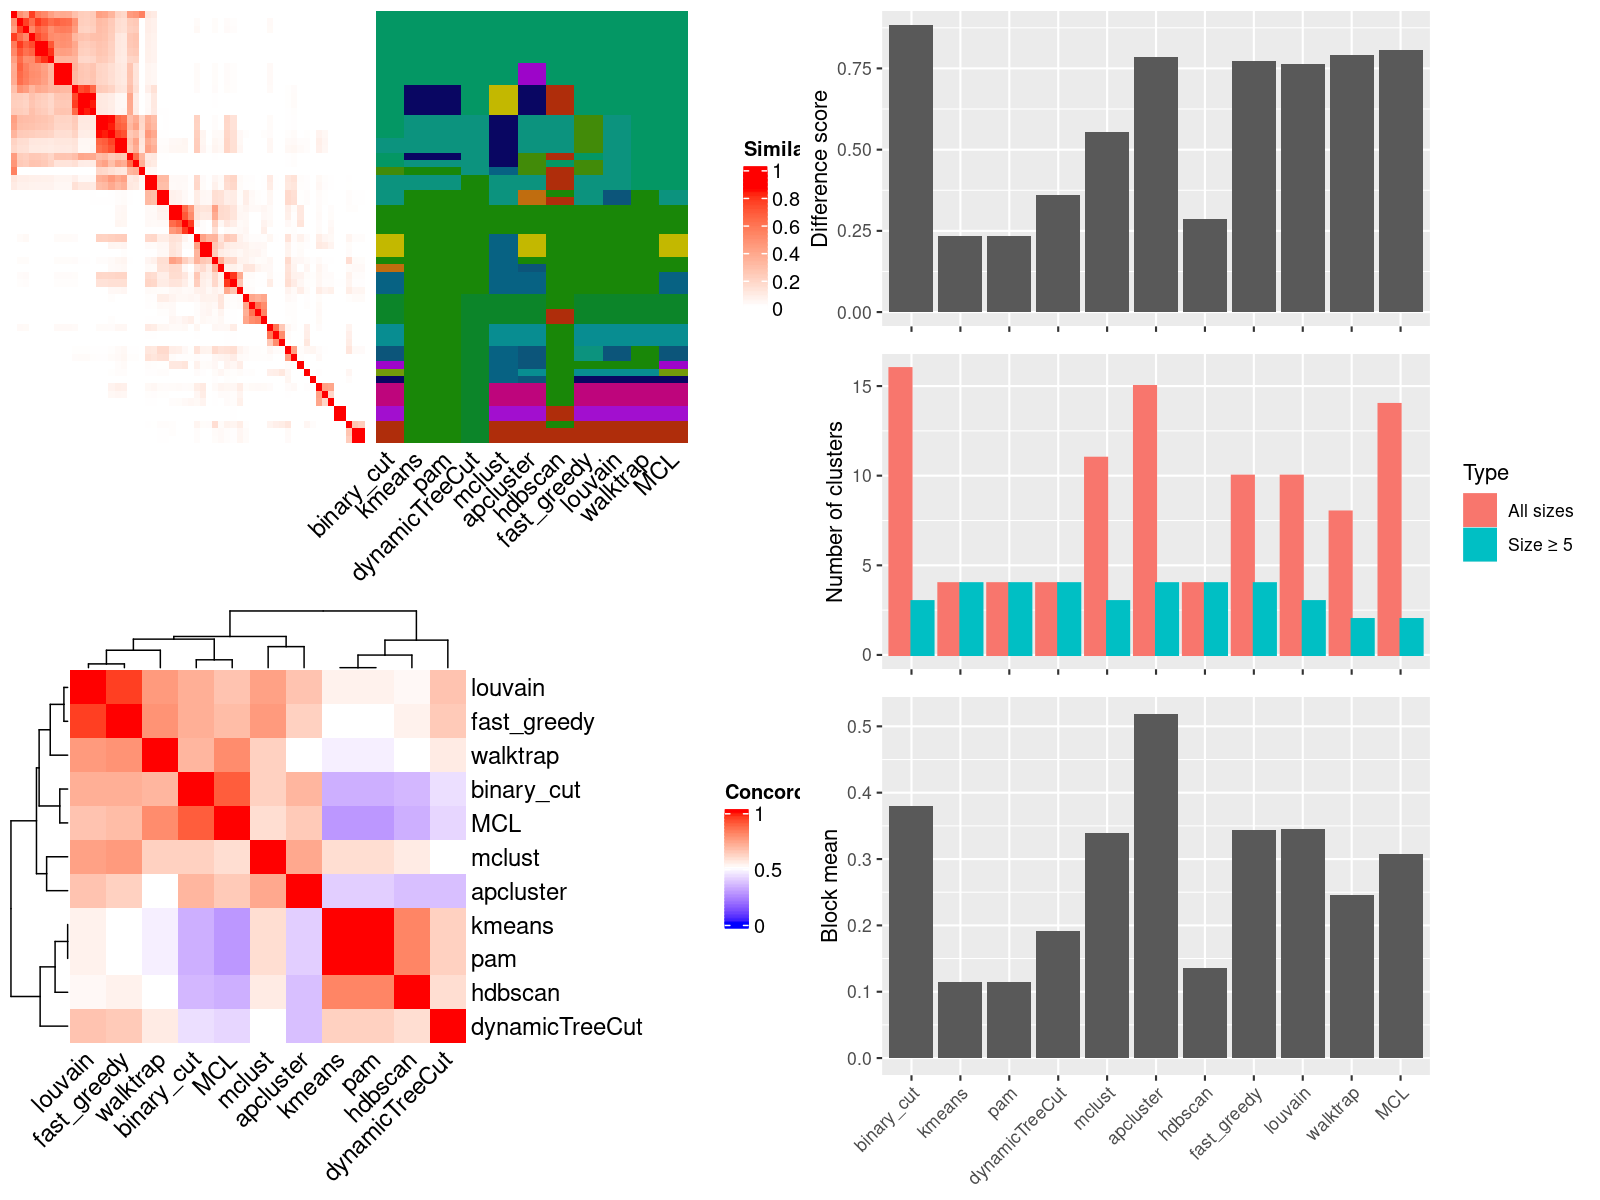 Simila
1
0.8
0.6
0.4
0.2
0
binary_cut
kmeans
pam
dynamicTreeCut
mclust
apcluster
hdbscan
fast_greedy
louvain
walktrap
MCL
louvain
fast_greedy
walktrap
binary_cut
MCL
mclust
apcluster
kmeans
pam
hdbscan
dynamicTreeCut
louvain
fast_greedy
walktrap
binary_cut
MCL
mclust
apcluster
kmeans
pam
hdbscan
dynamicTreeCut
Concord
1
0.5
0
Difference score
0.75
0.50
0.25
0.00
Number of clusters
15
10
5
0
Type
All sizes
Size ≥ 5
Block mean
0.5
0.4
0.3
0.2
0.1
0.0
binary_cut
kmeans
pam
dynamicTreeCut
mclust
apcluster
hdbscan
fast_greedy
louvain
walktrap
MCL